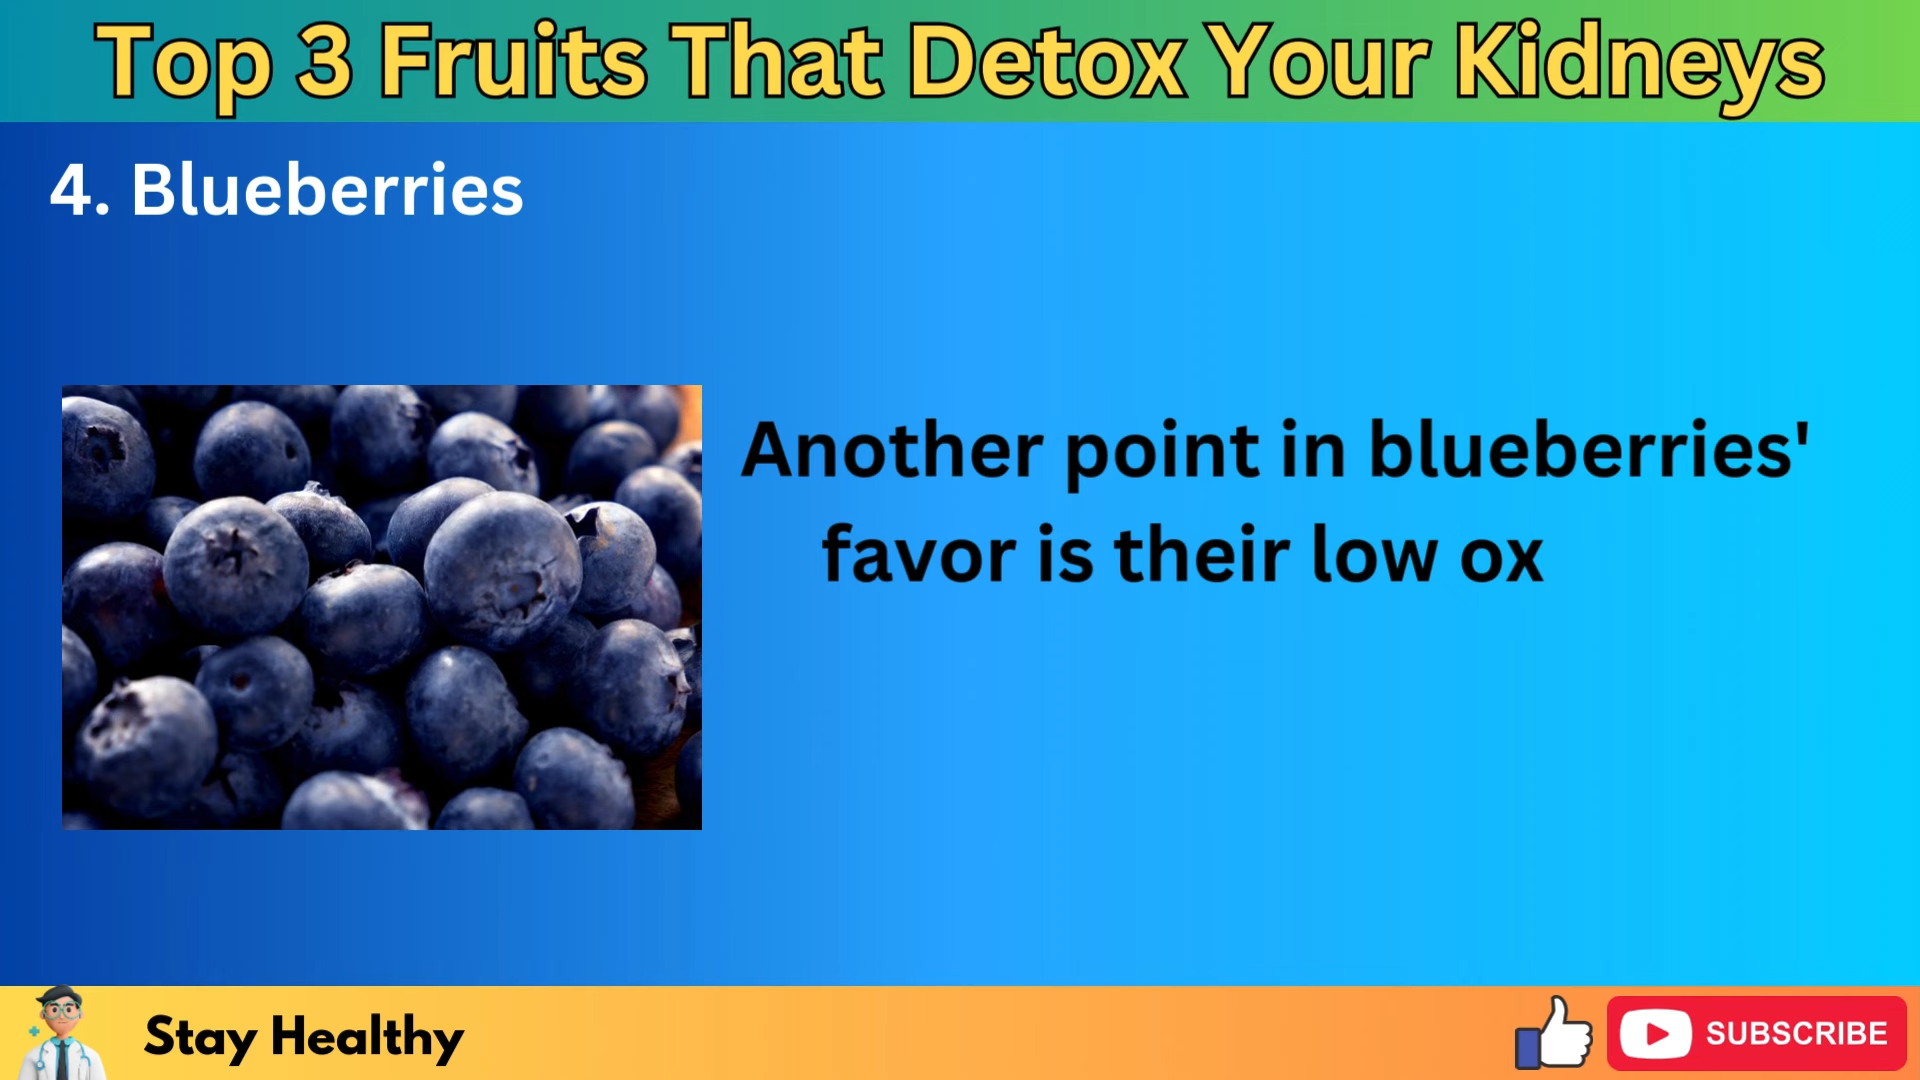 Top 3 Fruits That Detox Your Kidneys
4. Blueberries
Another point in blueberries'
favor is their low ox
Stay Healthy
SUBSCRIBE